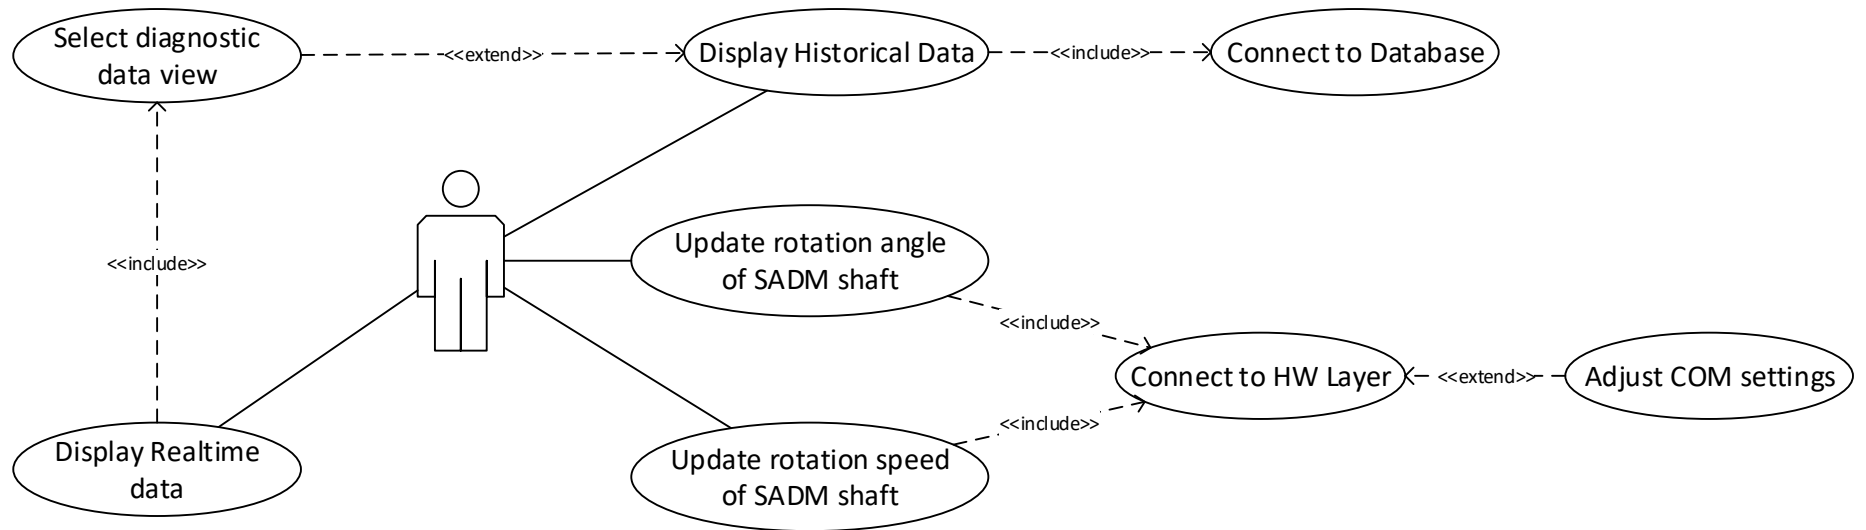 Select diagnostic
data view
<<extend>>
Display Historical Data
<<include>>
Connect to Database
<<include>>
Update rotation angle
of SADM shaft
<<include>>
Connect to HW Layer
<<extend>>
Adjust COM settings
<<include>>
Display Realtime
data
Update rotation speed
of SADM shaft